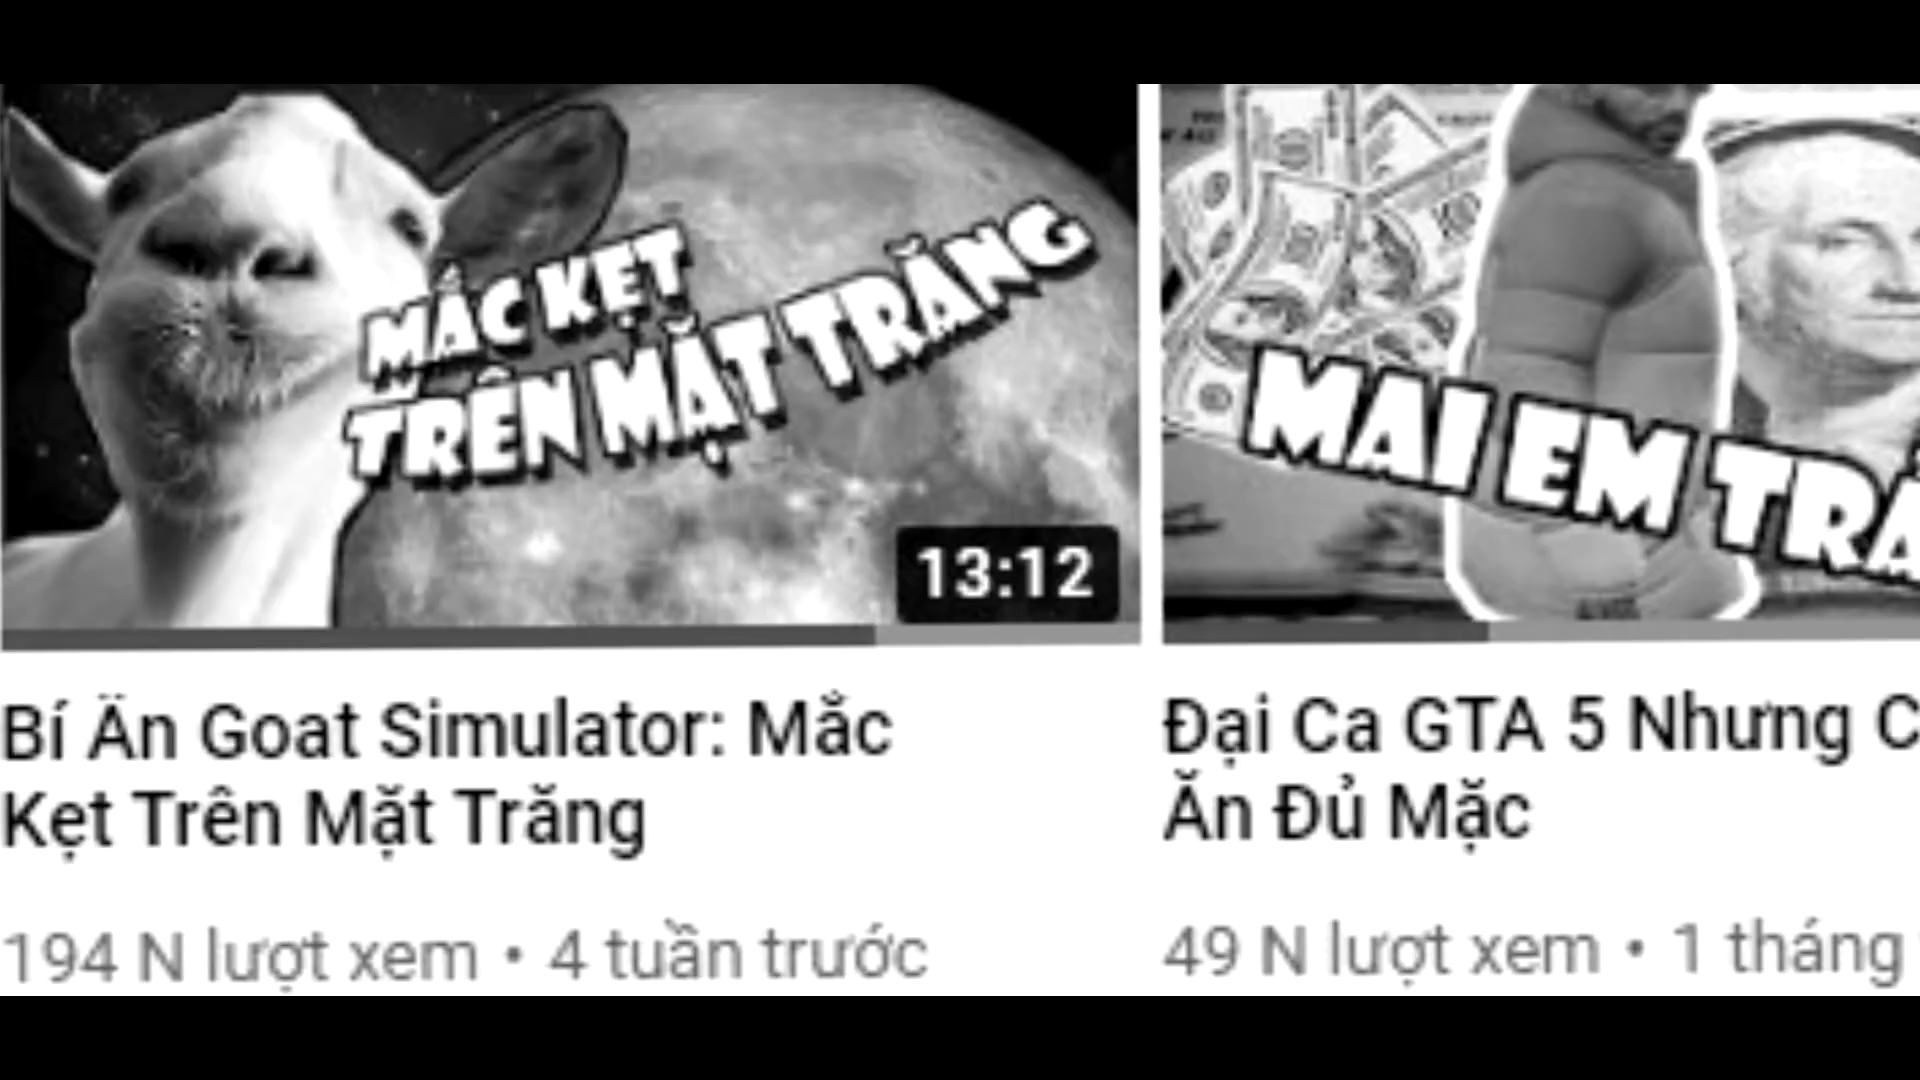 MẮC KẸT
TRÊN MẶT TRĂNG
13:12
Bí Ẩn Goat Simulator: Mắc
Kẹt Trên Mặt Trăng
194 N lượt xem • 4 tuần trước
MAI EM
Đại Ca GTA 5 Nhưng
Ăn Đủ Mặc
49 N lượt xem • 1 tháng